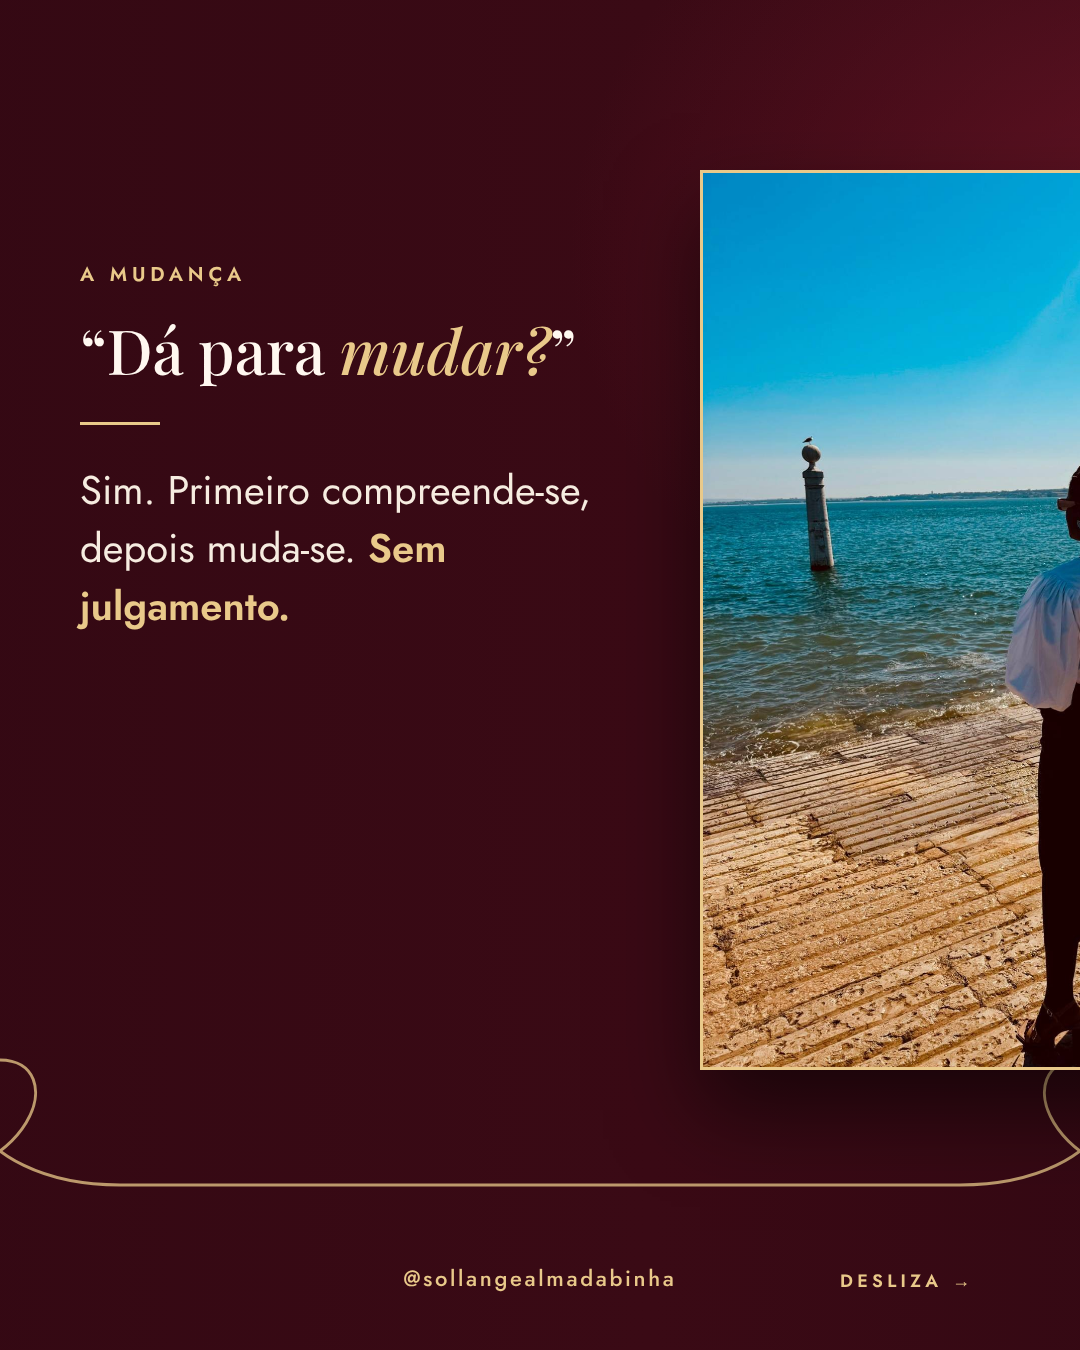 A MUDANÇA
“Dá para mudar?”
Sim. Primeiro compreende-se,
depois muda-se. Sem
julgamento.
@sollangealmadabinha
DESLIZA →